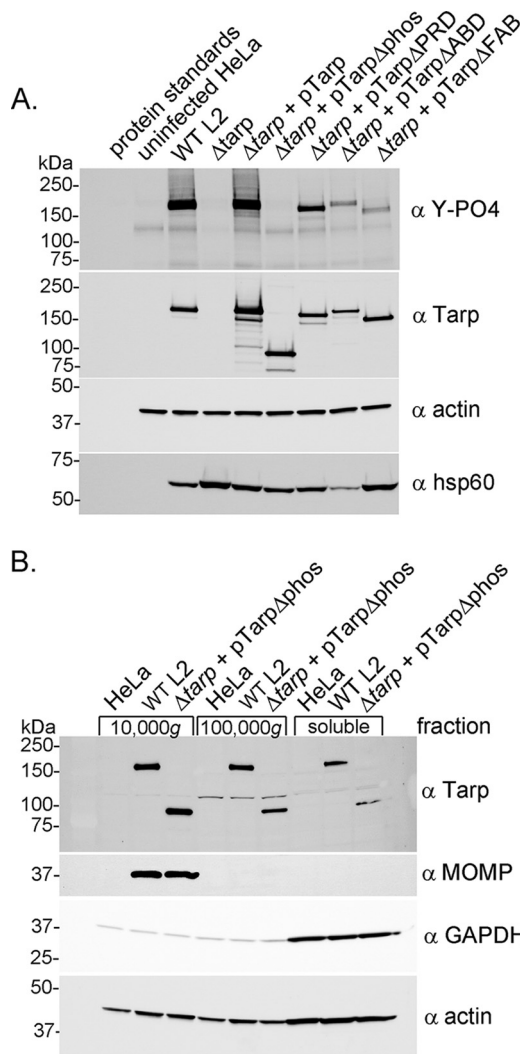 A.
protein standards
uninfected HeLa
WT L2
Δtarp
Δtarp + pTarp
Δtarp + pTarpΔphos
Δtarp + pTarpΔPRD
Δtarp + pTarpΔABD
Δtarp + pTarpΔFAB
kDa
250-
150-
100-
75-
α Y-PO4
250-
150-
100-
75-
α Tarp
50-
37-
α actin
75-
50-
α hsp60
B.
HeLa
WT L2
Δtarp + pTarpΔphos
HeLa
WT L2
Δtarp + pTarpΔphos
HeLa
WT L2
Δtarp + pTarpΔphos
kDa
10,000g 100,000g soluble fraction
250-
150-
100-
75-
α Tarp
37-
α MOMP
37-
25-
α GAPDH
50-
37-
α actin